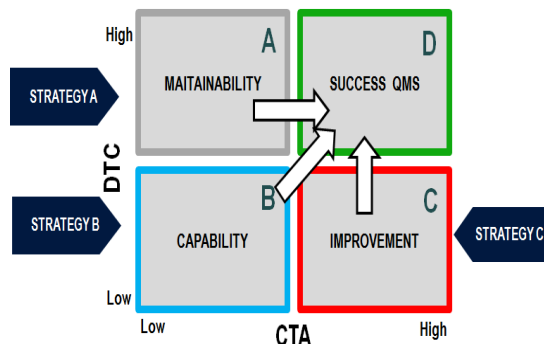 High
A
D
MAITAINABILITY
SUCCESS QMS
STRATEGY A
DTC
STRATEGY B
B
C
CAPABILITY
IMPROVEMENT
STRATEGY C
Low
Low
CTA
High